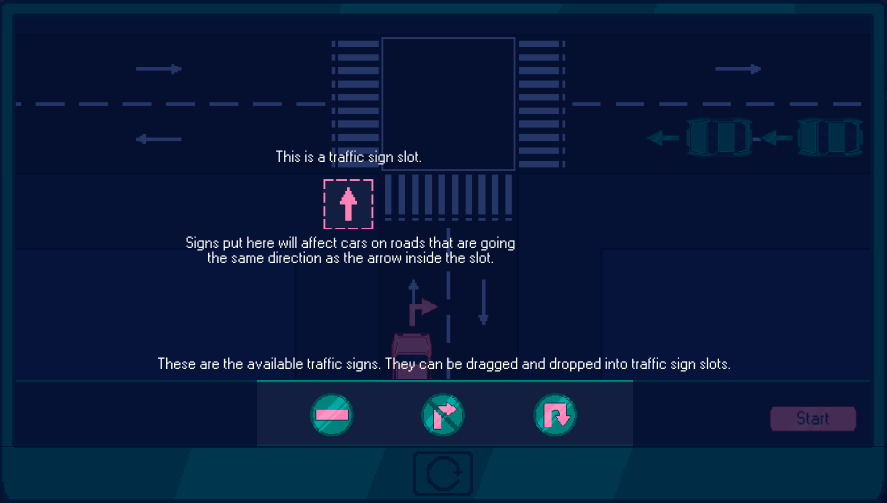 This is a traffic sign slot.
Signs put here will affect cars on roads that are going
the same direction as the arrow inside the slot.
These are the available traffic signs. They can be dragged and dropped into traffic sign slots.
Start